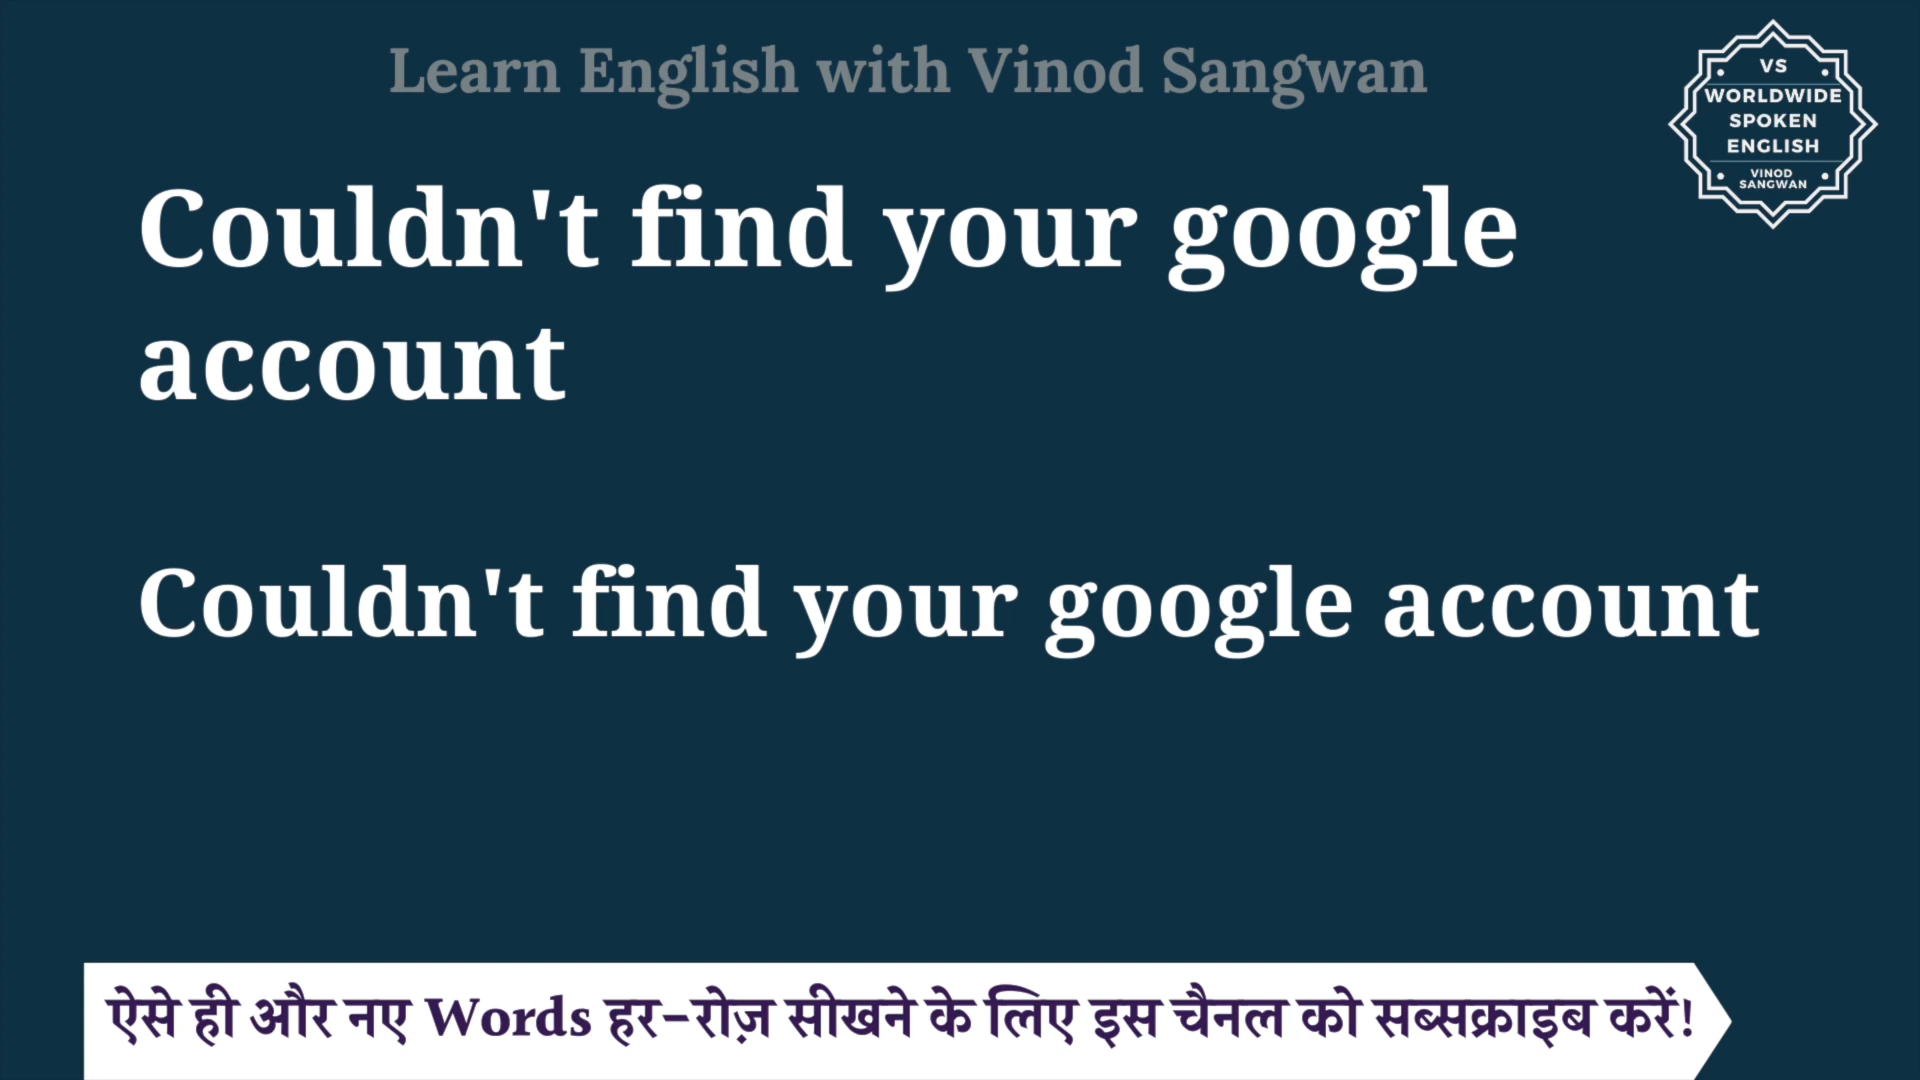 Learn English with Vinod Sangwan
VS
WORLDWIDE
SPOKEN
ENGLISH
VINOD
SANGWAN
Couldn't find your google
account
Couldn't find your google account
ऐसे ही और नए Words हर-रोज़ सीखने के लिए इस चैनल को सब्सक्राइब करें!